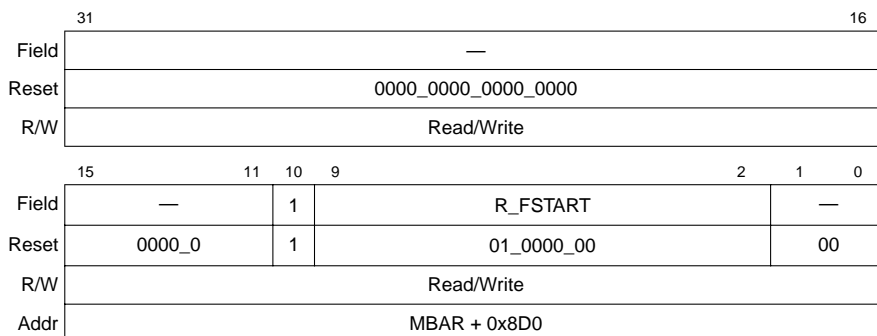 31 16
Field —
Reset 0000_0000_0000_0000
R/W Read/Write
15 11 10 9 2 1 0
Field — 1 R_FSTART —
Reset 0000_0 1 01_0000_00 00
R/W Read/Write
Addr MBAR + 0x8D0